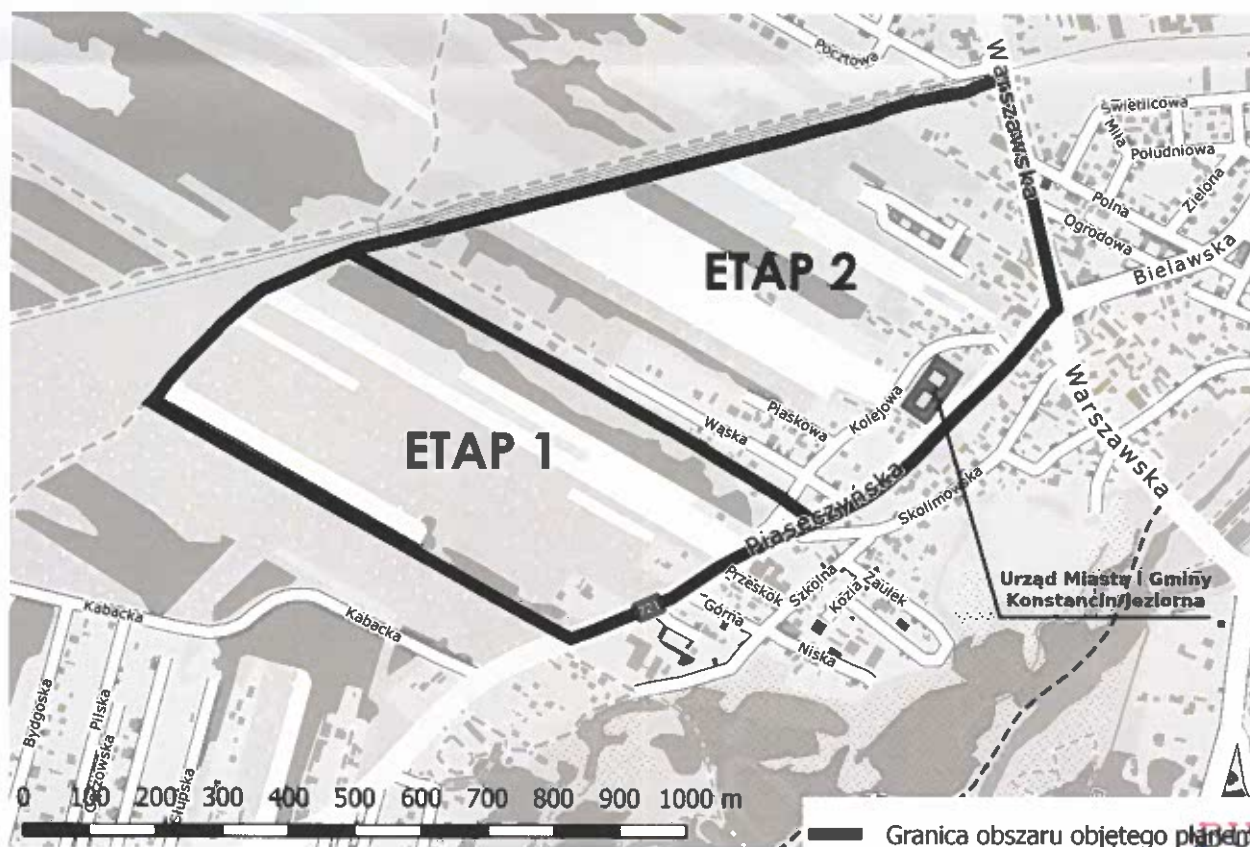 Pocztowa
Warszawska
Świetlicowa
Miła
Południowa
Zielona
Polna
Ogrodowa
Bielawska
ETAP 2
ETAP 1
Kolejowa
Piaskowa
Wąska
Warszawska
Piaseczyńska
Skolimowska
Urząd Miasta i Gminy
Konstancin/Jeziorna
Przeskok
Szkolna
Kozia
Zaułek
721
Górna
Niska
Kabacka
Kabacka
Bydgoska
Pilska
Słupska
0 100 200 300 400 500 600 700 800 900 1000 m
Granica obszaru objętego planem